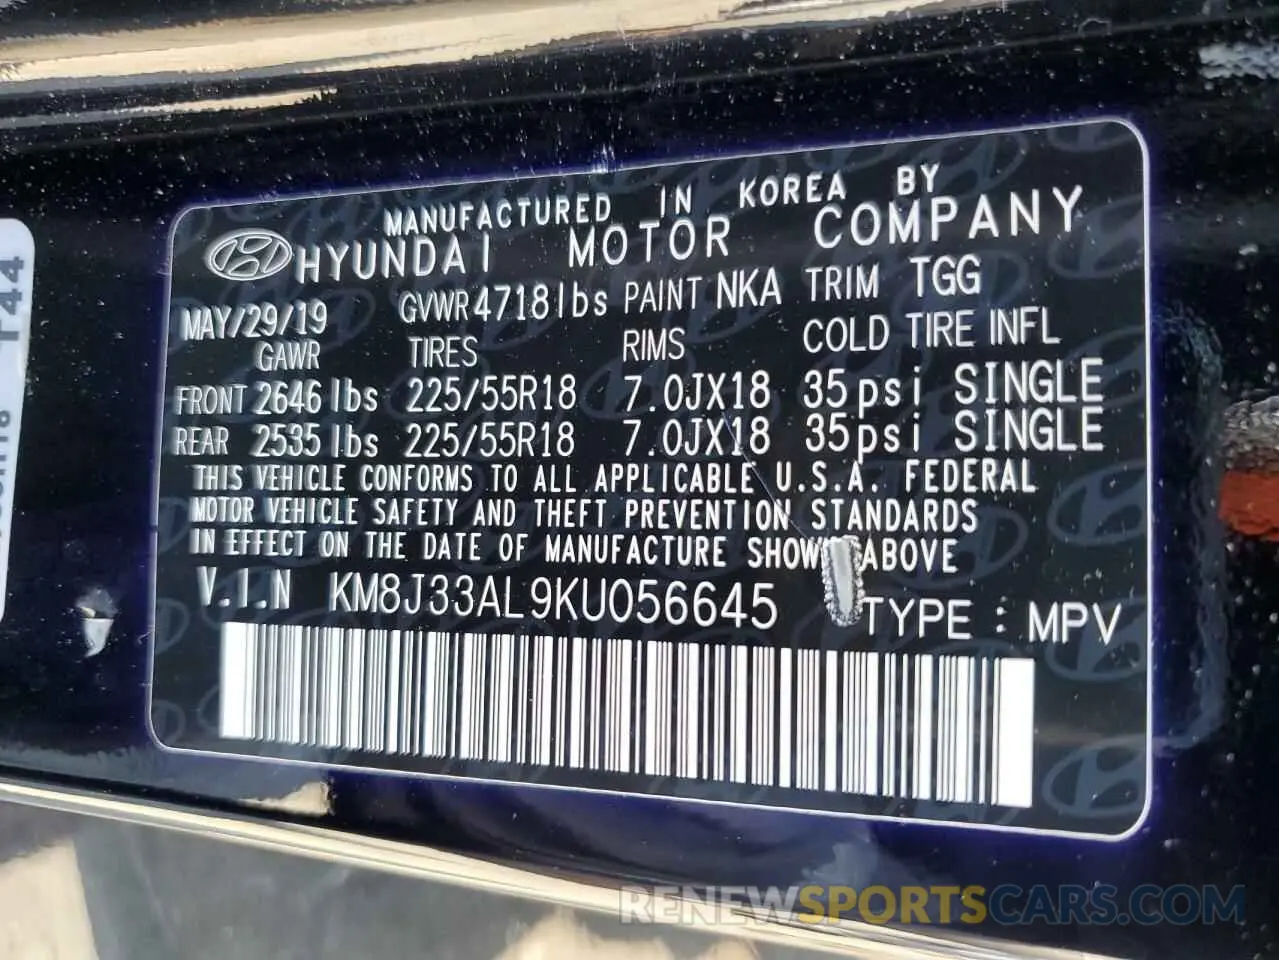 MANUFACTURED IN KOREA BY
HYUNDAI MOTOR COMPANY
MAY/29/19 GVWR 4718lbs PAINT NKA TRIM TGG
GAWR TIRES RIMS COLD TIRE INFL
FRONT 2646 lbs 225/55R18 7.0JX18 35psi SINGLE
REAR 2535 lbs 225/55R18 7.0JX18 35psi SINGLE
THIS VEHICLE CONFORMS TO ALL APPLICABLE U.S.A. FEDERAL
MOTOR VEHICLE SAFETY AND THEFT PREVENTION STANDARDS
IN EFFECT ON THE DATE OF MANUFACTURE SHOWN ABOVE
V.I.N KM8J33AL9KU056645 TYPE : MPV
RENEWSPORTSCARS.COM